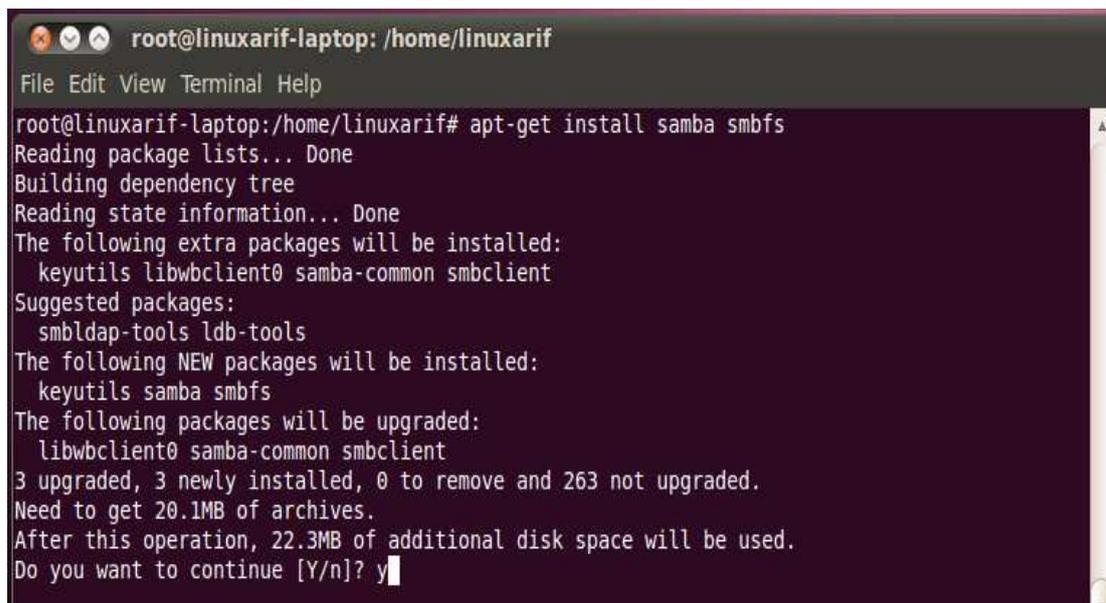 root@linuxarif-laptop: /home/linuxarif
File Edit View Terminal Help
root@linuxarif-laptop:/home/linuxarif# apt-get install samba smbfs
Reading package lists... Done
Building dependency tree
Reading state information... Done
The following extra packages will be installed:
  keyutils libwbclient0 samba-common smbclient
Suggested packages:
  smbldap-tools ldb-tools
The following NEW packages will be installed:
  keyutils samba smbfs
The following packages will be upgraded:
  libwbclient0 samba-common smbclient
3 upgraded, 3 newly installed, 0 to remove and 263 not upgraded.
Need to get 20.1MB of archives.
After this operation, 22.3MB of additional disk space will be used.
Do you want to continue [Y/n]? y